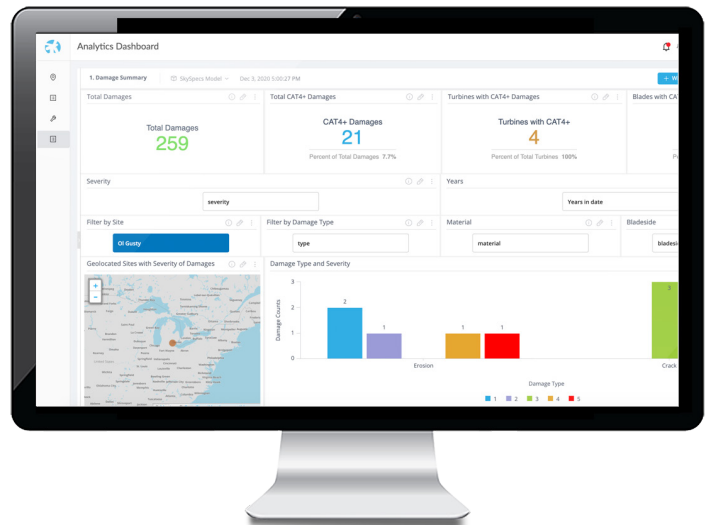 Analytics Dashboard
1. Damage Summary
SkySpecs Model
Dec 3, 2020 5:00:27 PM
Total Damages
Total CAT4+ Damages
Turbines with CAT4+ Damages
Blades with CA
Total Damages
259
CAT4+ Damages
21
Percent of Total Damages 7.7%
Turbines with CAT4+
4
Percent of Total Turbines 100%
Severity
Years
severity
Years in date
Filter by Site
Filter by Damage Type
Material
Bladeside
Ol Gusty
type
material
bladesi
Geolocated Sites with Severity of Damages
Damage Type and Severity
+
−
Damage Counts
3
2
1
0
2
1
1
1
3
Erosion
Crack
Damage Type
1 2 3 4 5